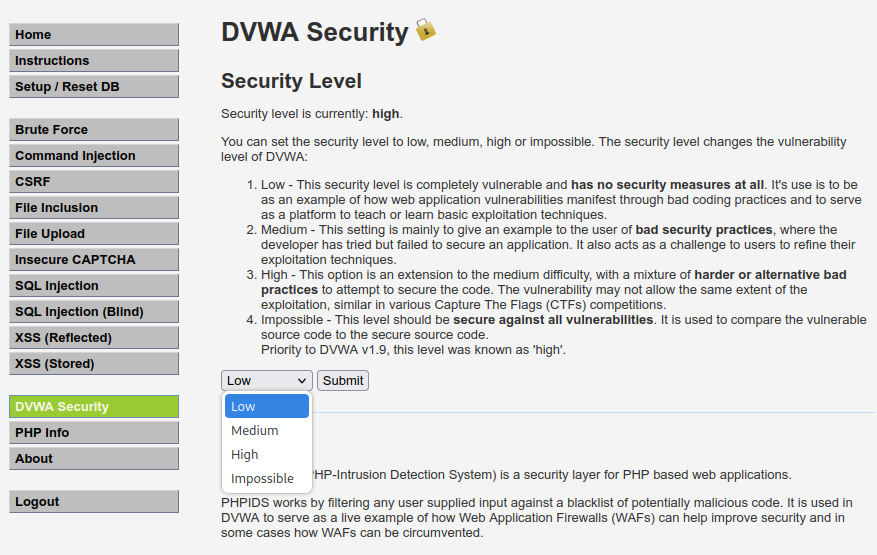 Home
Instructions
Setup / Reset DB
Brute Force
Command Injection
CSRF
File Inclusion
File Upload
Insecure CAPTCHA
SQL Injection
SQL Injection (Blind)
XSS (Reflected)
XSS (Stored)
DVWA Security
PHP Info
About
Logout
DVWA Security
Security Level
Security level is currently: high.
You can set the security level to low, medium, high or impossible. The security level changes the vulnerability
level of DVWA:
1. Low - This security level is completely vulnerable and has no security measures at all. It's use is to be
as an example of how web application vulnerabilities manifest through bad coding practices and to serve
as a platform to teach or learn basic exploitation techniques.
2. Medium - This setting is mainly to give an example to the user of bad security practices, where the
developer has tried but failed to secure an application. It also acts as a challenge to users to refine their
exploitation techniques.
3. High - This option is an extension to the medium difficulty, with a mixture of harder or alternative bad
practices to attempt to secure the code. The vulnerability may not allow the same extent of the
exploitation, similar in various Capture The Flags (CTFs) competitions.
4. Impossible - This level should be secure against all vulnerabilities. It is used to compare the vulnerable
source code to the secure source code.
Priority to DVWA v1.9, this level was known as 'high'.
Low Submit
Low
Medium
High
Impossible
HP-Intrusion Detection System) is a security layer for PHP based web applications.
PHPIDS works by filtering any user supplied input against a blacklist of potentially malicious code. It is used in
DVWA to serve as a live example of how Web Application Firewalls (WAFs) can help improve security and in
some cases how WAFs can be circumvented.